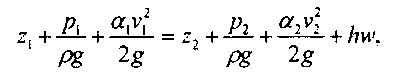 z₁ + p₁/ρg + α₁v₁²/2g = z₂ + p₂/ρg + α₂v₂²/2g + hw,